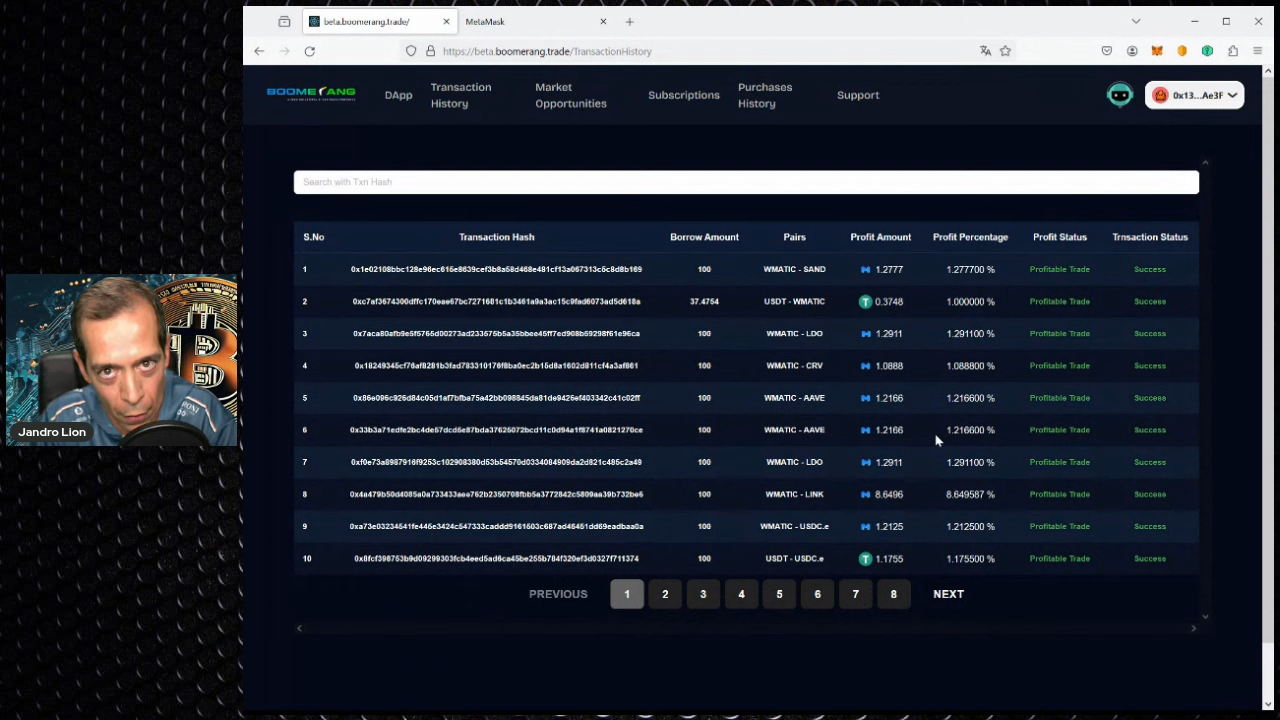 beta.boomerang.trade/
MetaMask
https://beta.boomerang.trade/TransactionHistory
BOOMERANG
DApp
Transaction History
Market Opportunities
Subscriptions
Purchases History
Support
0x13...Ae3F
Search with Txn Hash
S.No Transaction Hash Borrow Amount Pairs Profit Amount Profit Percentage Profit Status Trnsaction Status
1 100 WMATIC - SAND 1.2777 1.277700 % Profitable Trade Success
2 37.4754 USDT - WMATIC 0.3748 1.000000 % Profitable Trade Success
3 100 WMATIC - LDO 1.2911 1.291100 % Profitable Trade Success
4 100 WMATIC - CRV 1.0888 1.088800 % Profitable Trade Success
5 100 WMATIC - AAVE 1.2166 1.216600 % Profitable Trade Success
6 100 WMATIC - AAVE 1.2166 1.216600 % Profitable Trade Success
7 100 WMATIC - LDO 1.2911 1.291100 % Profitable Trade Success
8 100 WMATIC - LINK 8.6496 8.649587 % Profitable Trade Success
9 100 WMATIC - USDC.e 1.2125 1.212500 % Profitable Trade Success
10 100 USDT - USDC.e 1.1755 1.175500 % Profitable Trade Success
PREVIOUS 1 2 3 4 5 6 7 8 NEXT
Jandro Lion